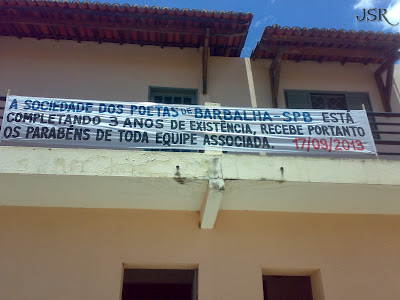 JSR
A SOCIEDADE DOS POETAS DE BARBALHA-SPB ESTÁ
COMPLETANDO 3 ANOS DE EXISTÊNCIA, RECEBE PORTANTO
OS PARABÉNS DE TODA EQUIPE ASSOCIADA. 17/09/2013